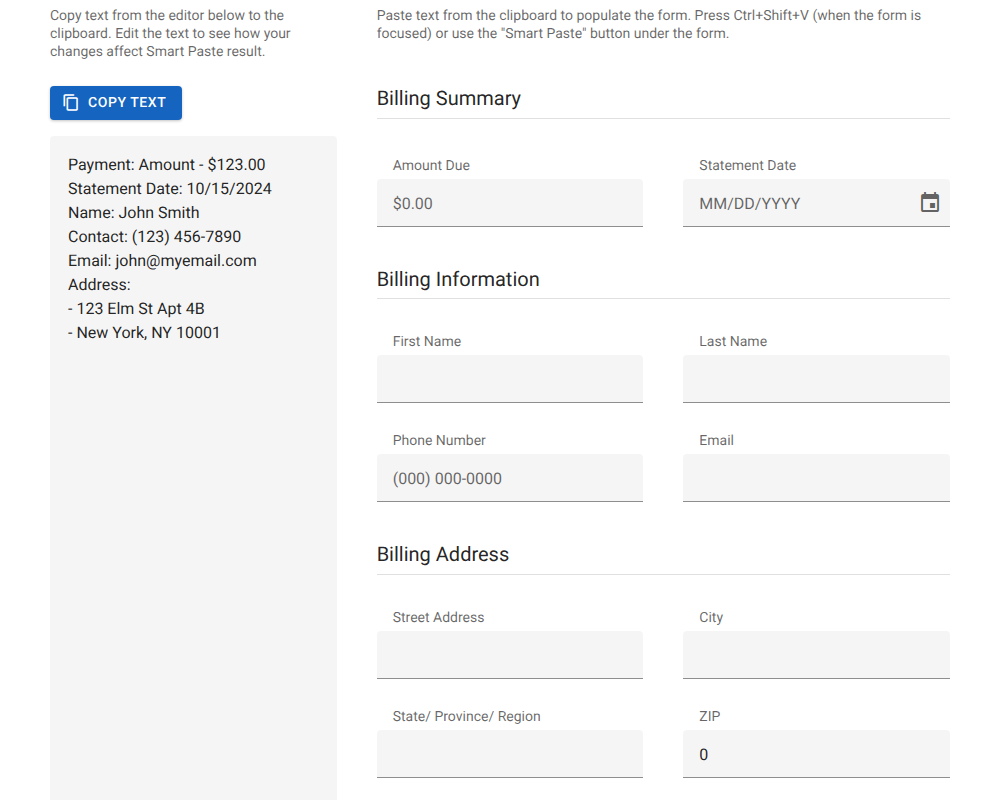 Copy text from the editor below to the
clipboard. Edit the text to see how your
changes affect Smart Paste result.
COPY TEXT
Payment: Amount - $123.00
Statement Date: 10/15/2024
Name: John Smith
Contact: (123) 456-7890
Email: john@myemail.com
Address:
- 123 Elm St Apt 4B
- New York, NY 10001
Paste text from the clipboard to populate the form. Press Ctrl+Shift+V (when the form is
focused) or use the "Smart Paste" button under the form.
Billing Summary
Amount Due
$0.00
Statement Date
MM/DD/YYYY
Billing Information
First Name
Last Name
Phone Number
(000) 000-0000
Email
Billing Address
Street Address
City
State/ Province/ Region
ZIP
0